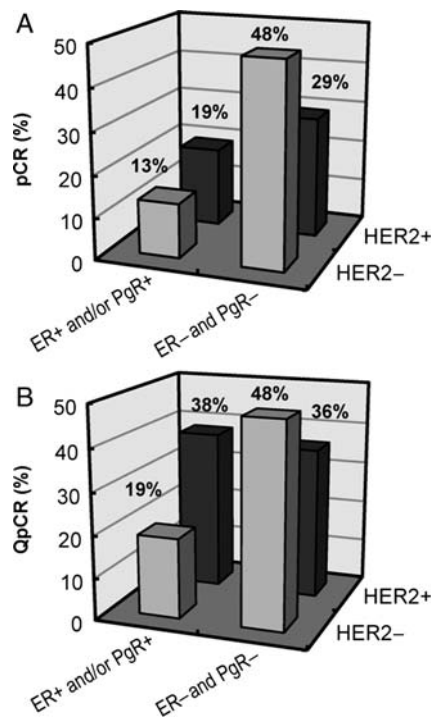 A
pCR (%)
50
40
30
20
10
0
13%
19%
48%
29%
HER2+
HER2–
ER+ and/or PgR+
ER– and PgR–
B
QpCR (%)
50
40
30
20
10
0
19%
38%
48%
36%
HER2+
HER2–
ER+ and/or PgR+
ER– and PgR–